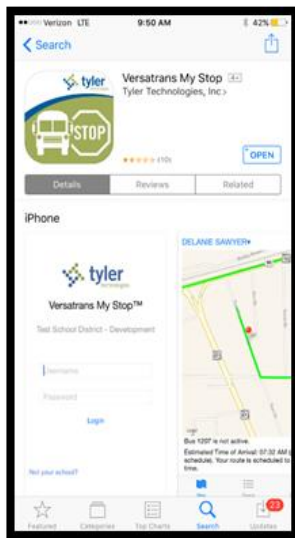 Verizon LTE 9:50 AM 42%
Search
tyler
STOP
Versatrans My Stop 4+
Tyler Technologies, Inc >
(10)
OPEN
Details Reviews Related
iPhone
tyler
technologies
Versatrans My Stop™
Test School District - Development
Username
Password
Login
Not your school?
DELANIE SAWYER
Bus 1207 is not active.
Estimated Time of Arrival: 07:32 AM
schedule). Your route is scheduled to
time.
Featured Categories Top Charts Search Updates
23